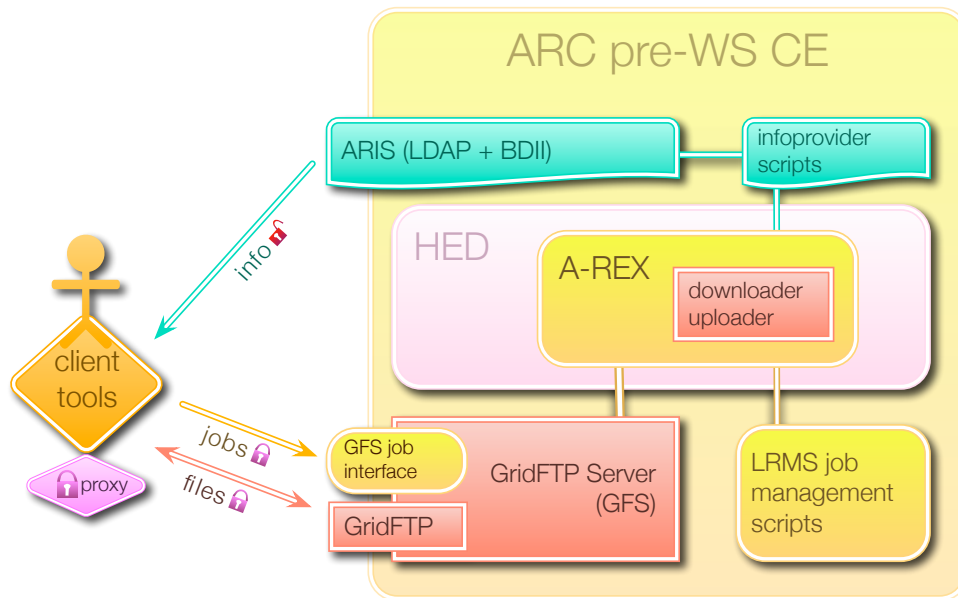 ARC pre-WS CE
ARIS (LDAP + BDII)
infoprovider
scripts
info
HED
A-REX
downloader
uploader
client
tools
proxy
jobs
files
GFS job
interface
GridFTP
GridFTP Server
(GFS)
LRMS job
management
scripts